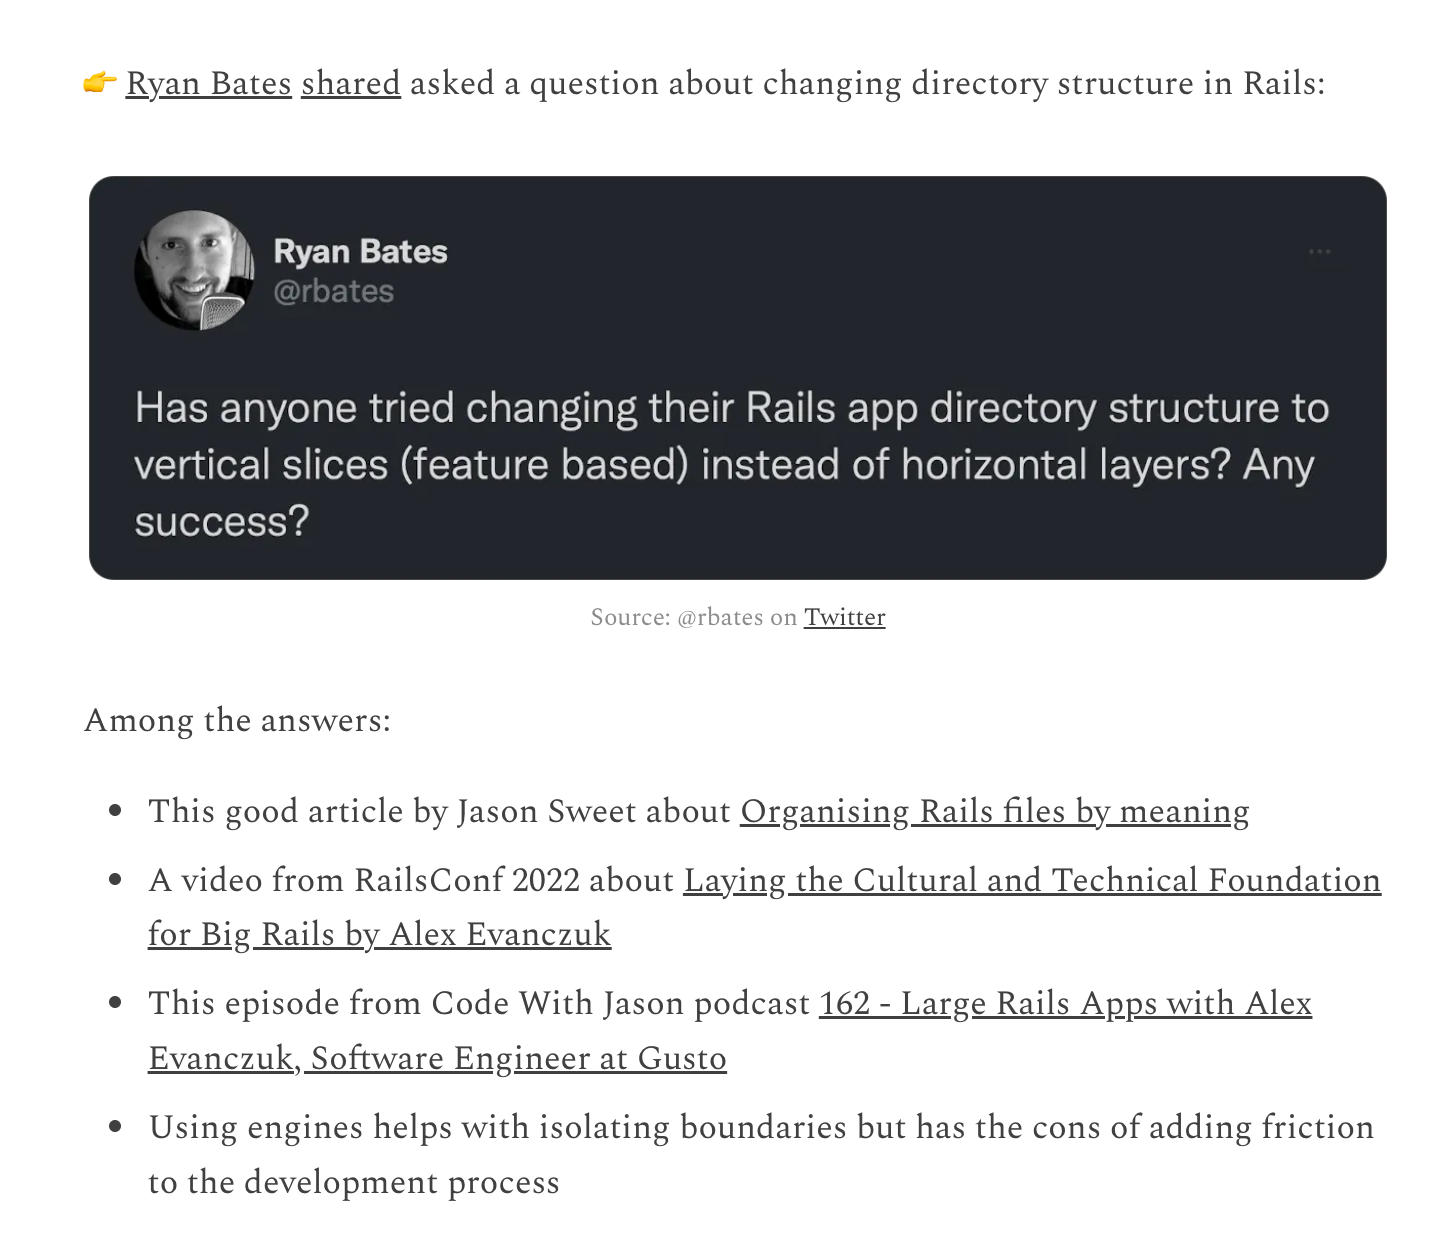 👉 Ryan Bates shared asked a question about changing directory structure in Rails:
Ryan Bates
@rbates
Has anyone tried changing their Rails app directory structure to
vertical slices (feature based) instead of horizontal layers? Any
success?
Source: @rbates on Twitter
Among the answers:
• This good article by Jason Sweet about Organising Rails files by meaning
• A video from RailsConf 2022 about Laying the Cultural and Technical Foundation
for Big Rails by Alex Evanczuk
• This episode from Code With Jason podcast 162 - Large Rails Apps with Alex
Evanczuk, Software Engineer at Gusto
• Using engines helps with isolating boundaries but has the cons of adding friction
to the development process